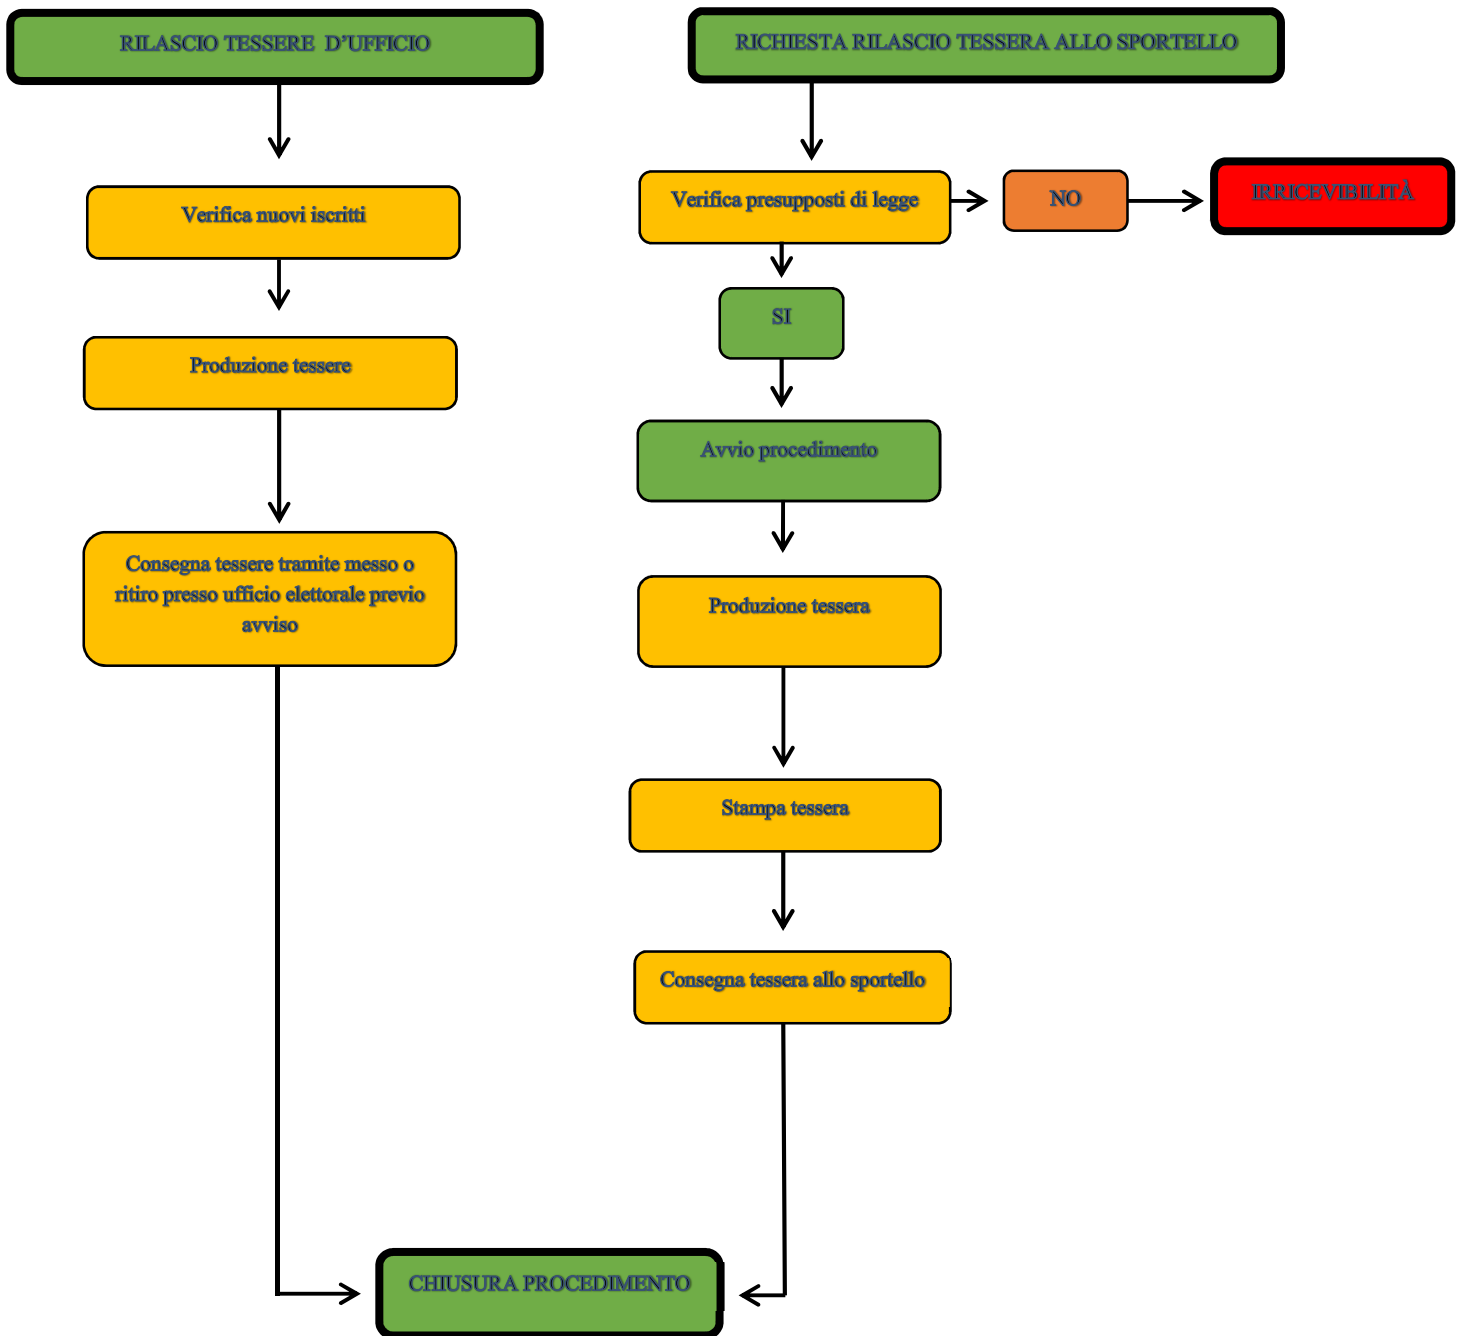 RILASCIO TESSERE D’UFFICIO
Verifica nuovi iscritti
Produzione tessere
Consegna tessere tramite messo o
ritiro presso ufficio elettorale previo
avviso
RICHIESTA RILASCIO TESSERA ALLO SPORTELLO
Verifica presupposti di legge
NO
IRRICEVIBILITÀ
SI
Avvio procedimento
Produzione tessera
Stampa tessera
Consegna tessera allo sportello
CHIUSURA PROCEDIMENTO